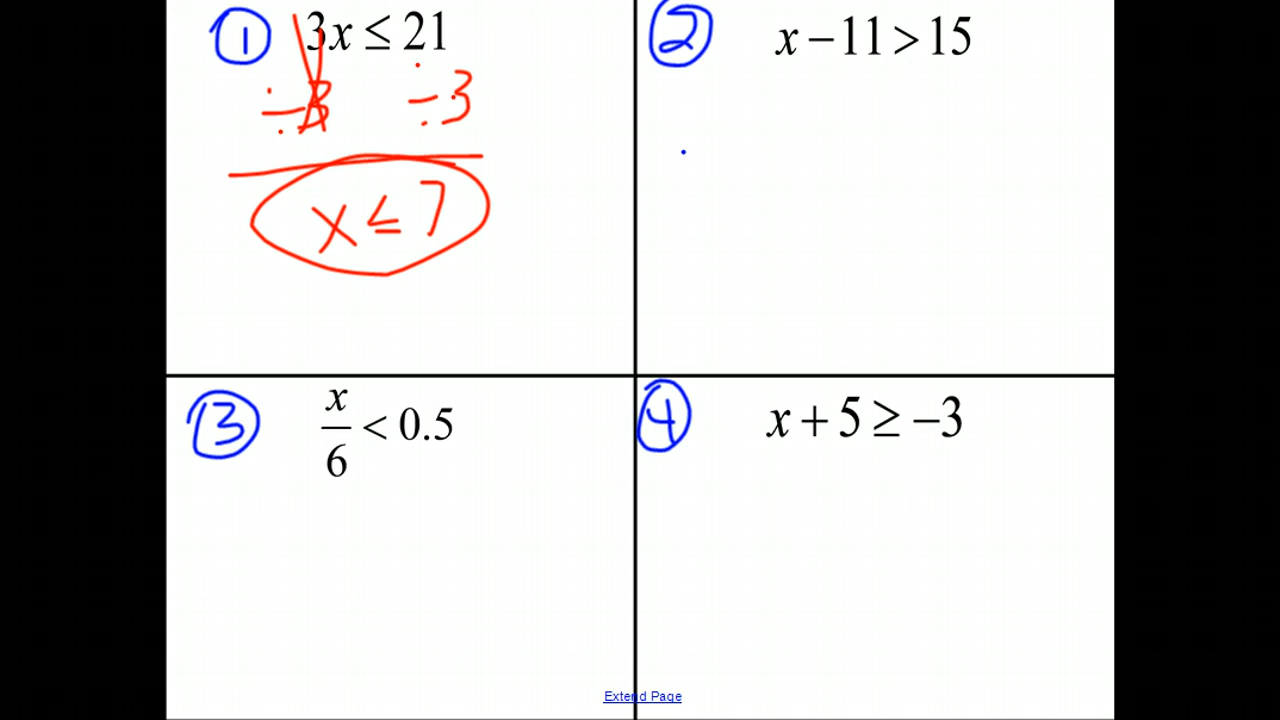 ① 3x ≤ 21
÷3 ÷3
x ≤ 7
② x − 11 > 15
③ x/6 < 0.5
④ x + 5 ≥ −3
Extend Page